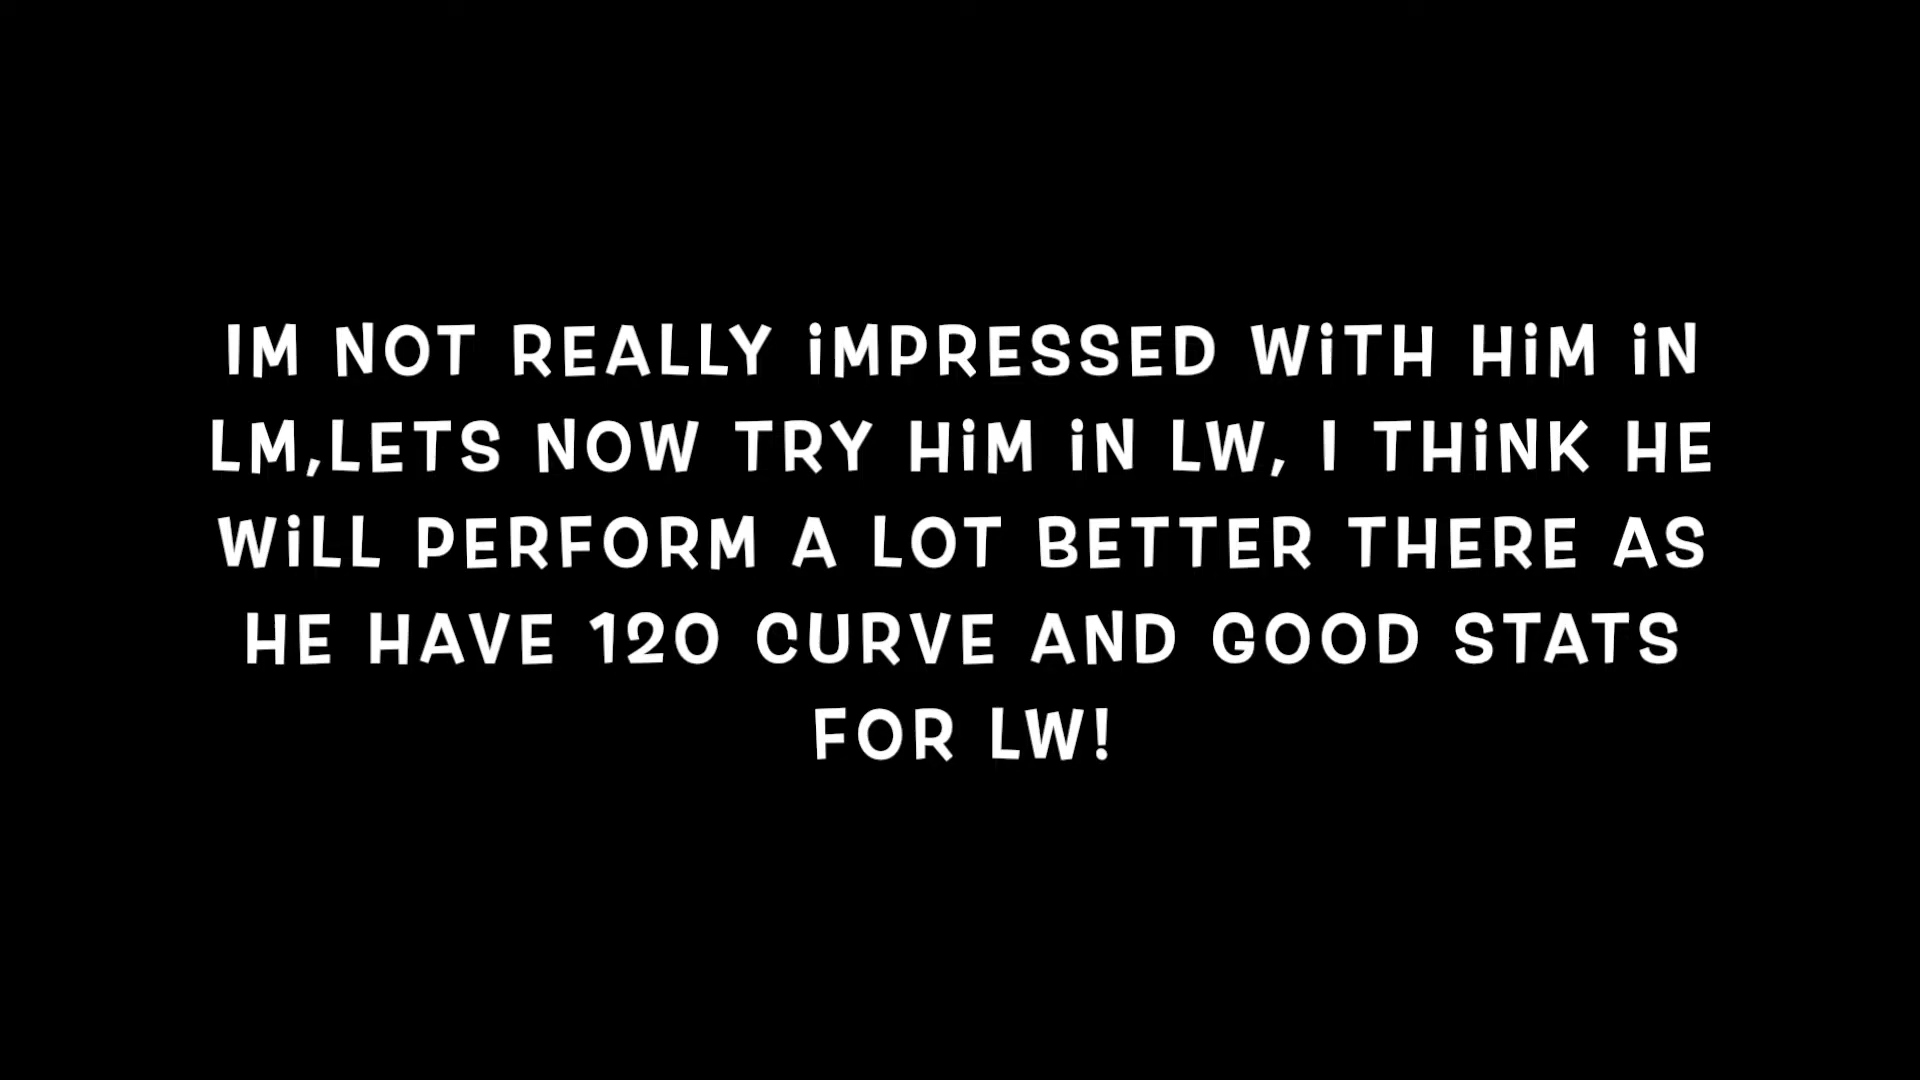 IM NOT REALLY iMPRESSED WiTH HiM iN
LM,LETS NOW TRY HiM iN LW, I THiNK HE
WiLL PERFORM A LOT BETTER THERE AS
HE HAVE 120 CURVE AND GOOD STATS
FOR LW!